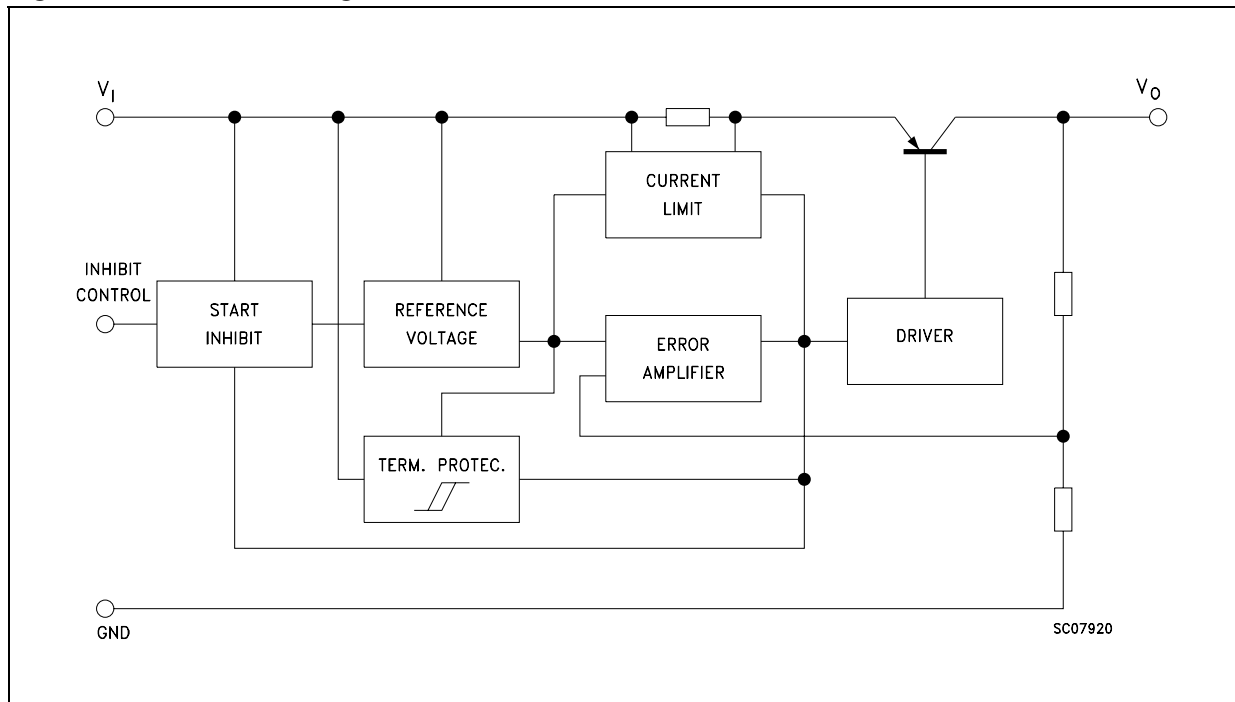 V_I
V_O
CURRENT
LIMIT
INHIBIT
CONTROL
START
INHIBIT
REFERENCE
VOLTAGE
ERROR
AMPLIFIER
DRIVER
TERM. PROTEC.
GND
SC07920